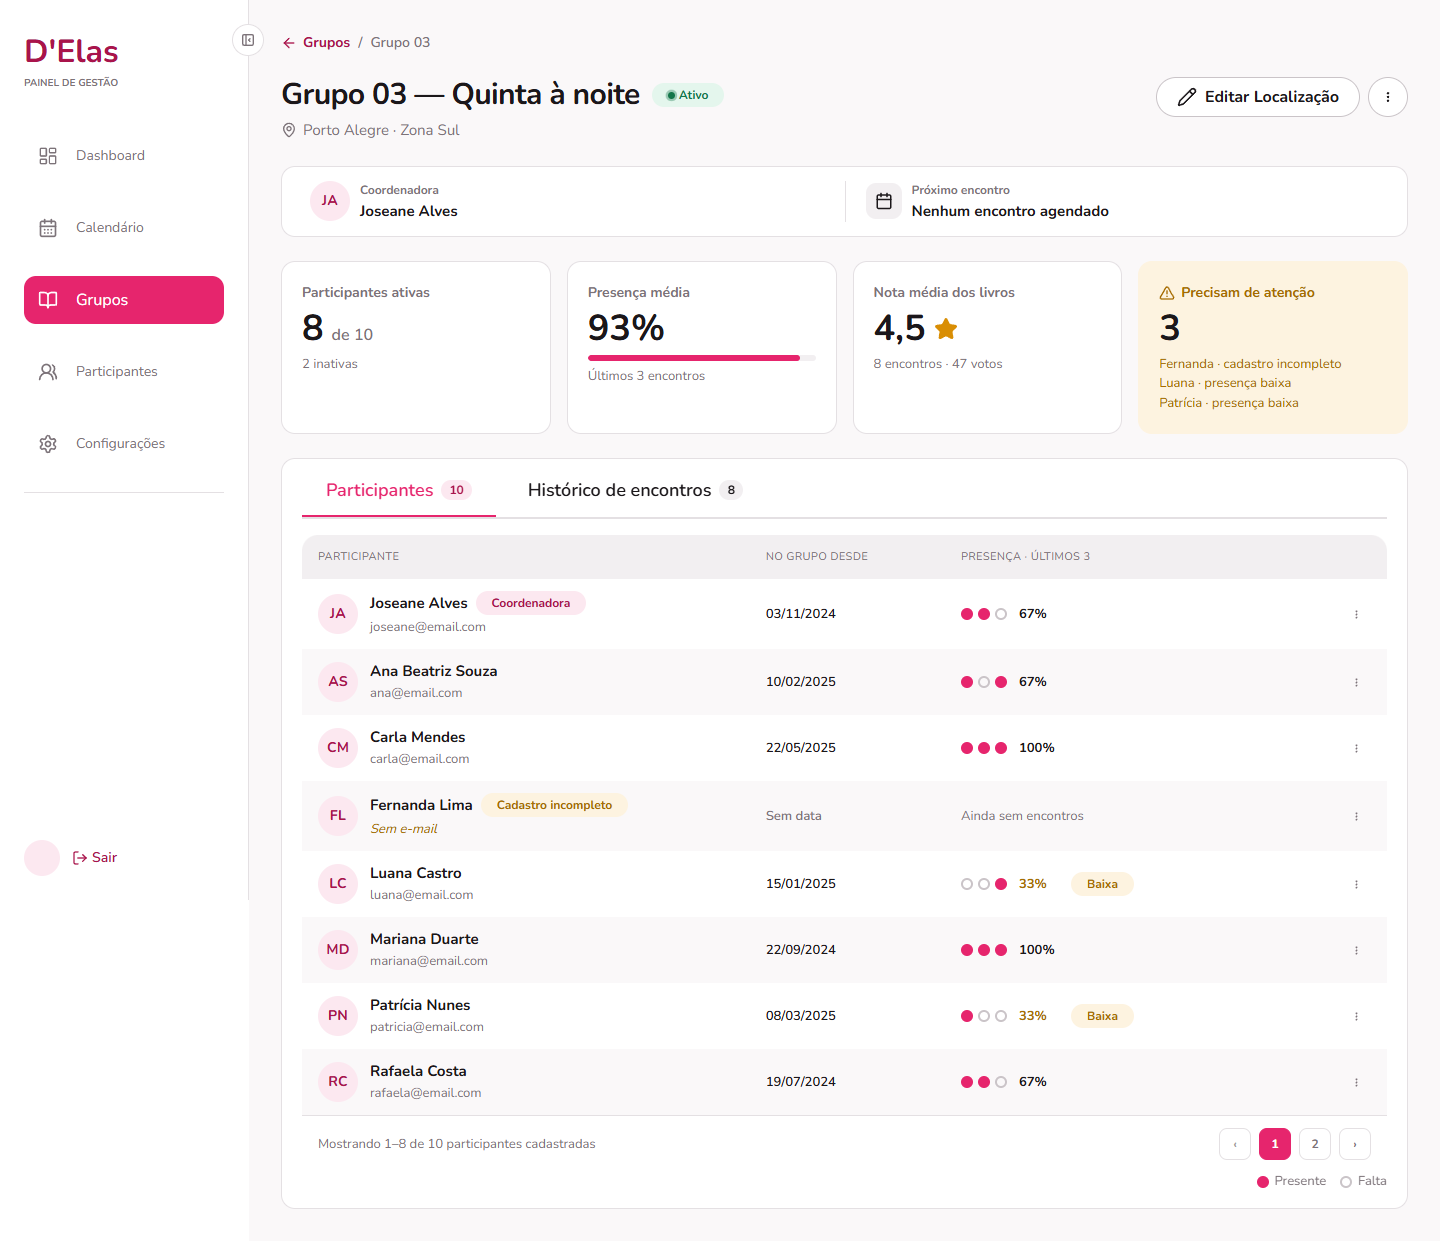 D'Elas
PAINEL DE GESTÃO
Dashboard
Calendário
Grupos
Participantes
Configurações
Sair
Grupos / Grupo 03
Grupo 03 — Quinta à noite
Ativo
Porto Alegre · Zona Sul
Editar Localização
JA
Coordenadora
Joseane Alves
Próximo encontro
Nenhum encontro agendado
Participantes ativas
8 de 10
2 inativas
Presença média
93%
Últimos 3 encontros
Nota média dos livros
4,5
8 encontros · 47 votos
Precisam de atenção
3
Fernanda · cadastro incompleto
Luana · presença baixa
Patrícia · presença baixa
Participantes 10
Histórico de encontros 8
PARTICIPANTE NO GRUPO DESDE PRESENÇA · ÚLTIMOS 3
JA Joseane Alves Coordenadora 03/11/2024 67%
joseane@email.com
AS Ana Beatriz Souza 10/02/2025 67%
ana@email.com
CM Carla Mendes 22/05/2025 100%
carla@email.com
FL Fernanda Lima Cadastro incompleto Sem data Ainda sem encontros
Sem e-mail
LC Luana Castro 15/01/2025 33% Baixa
luana@email.com
MD Mariana Duarte 22/09/2024 100%
mariana@email.com
PN Patrícia Nunes 08/03/2025 33% Baixa
patricia@email.com
RC Rafaela Costa 19/07/2024 67%
rafaela@email.com
Mostrando 1–8 de 10 participantes cadastradas
‹ 1 2 ›
Presente Falta